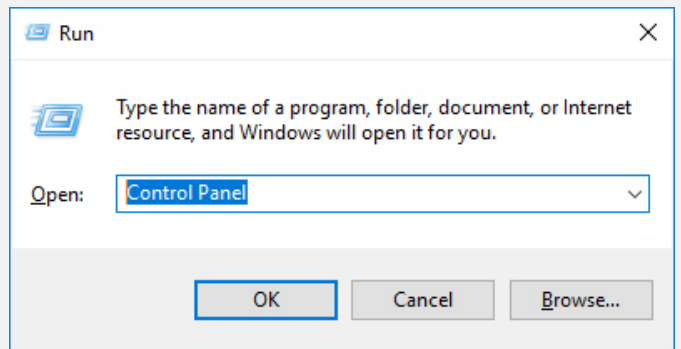 Run
Type the name of a program, folder, document, or Internet
resource, and Windows will open it for you.
Open: Control Panel
OK Cancel Browse...